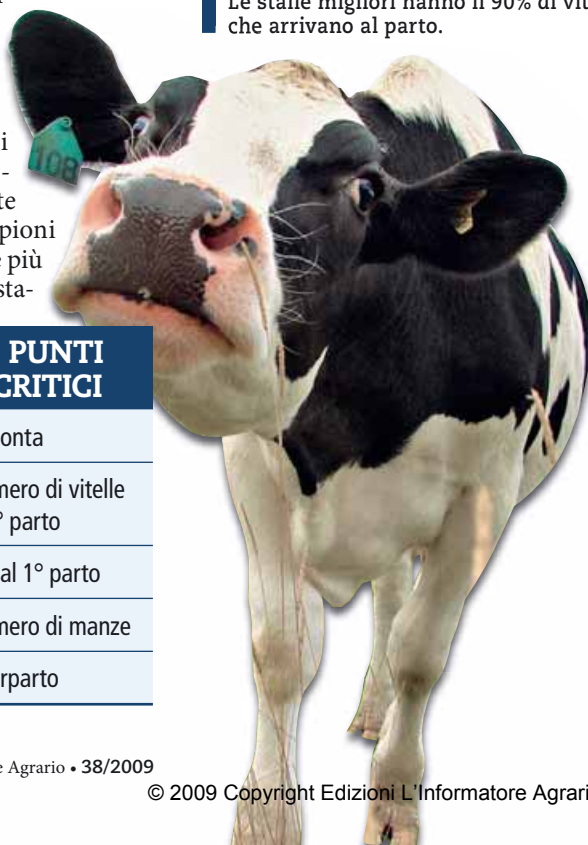 Le stalle migliori hanno il 90% di
che arrivano al parto.
108
i
-
te
pioni
più
sta-
PUNTI
CRITICI
onta
mero di vitelle
° parto
al 1° parto
mero di manze
rparto
Agrario • 38/2009
© 2009 Copyright Edizioni L'Informatore Agrari